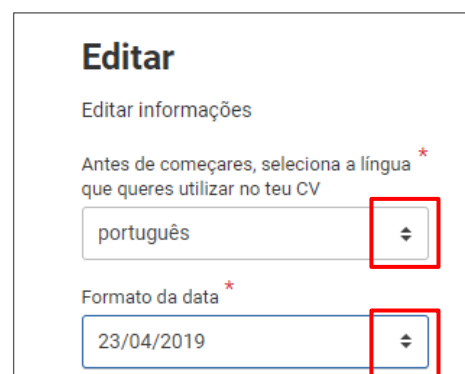 Editar
Editar informações
Antes de começares, seleciona a língua *
que queres utilizar no teu CV
português
Formato da data *
23/04/2019